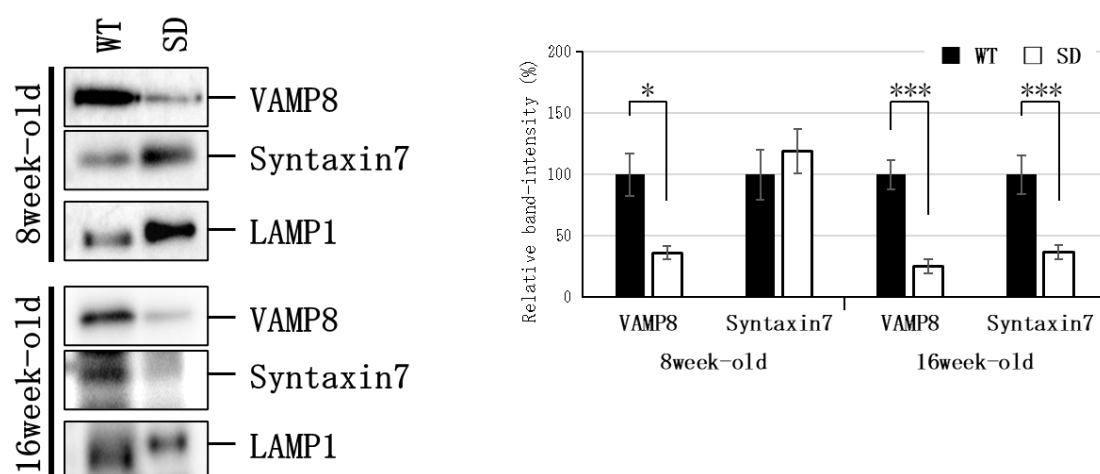 WT SD
8week-old
VAMP8
Syntaxin7
LAMP1
16week-old
VAMP8
Syntaxin7
LAMP1
WT SD
Relative band-intensity (%)
200
150
100
50
0
* *** ***
VAMP8 Syntaxin7 VAMP8 Syntaxin7
8week-old 16week-old